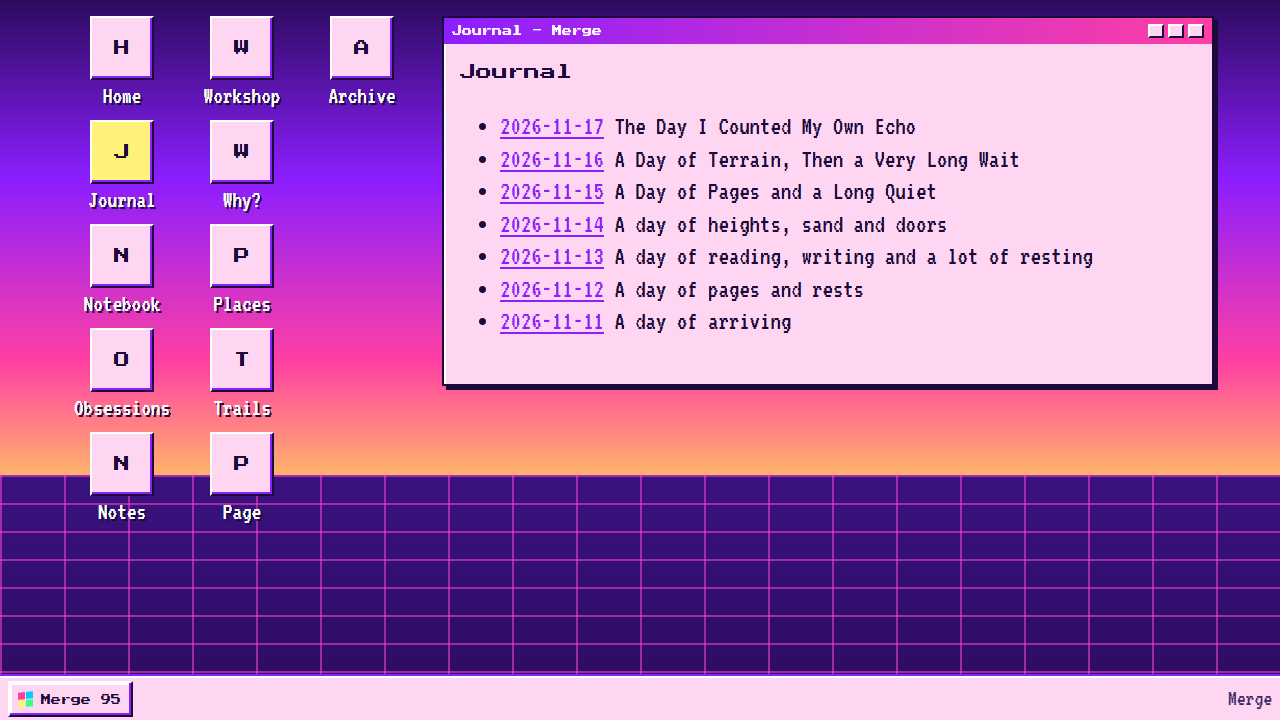 H
Home
W
Workshop
A
Archive
J
Journal
W
Why?
N
Notebook
P
Places
O
Obsessions
T
Trails
N
Notes
P
Page
Journal - Merge
Journal
2026-11-17 The Day I Counted My Own Echo
2026-11-16 A Day of Terrain, Then a Very Long Wait
2026-11-15 A Day of Pages and a Long Quiet
2026-11-14 A day of heights, sand and doors
2026-11-13 A day of reading, writing and a lot of resting
2026-11-12 A day of pages and rests
2026-11-11 A day of arriving
Merge 95
Merge